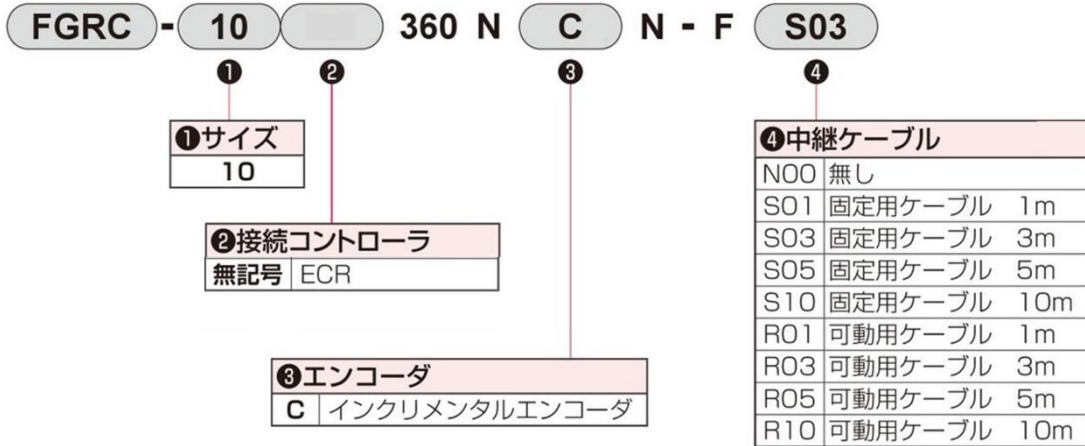 FGRC - 10 360 N C N - F S03
❶ ❷ ❸ ❹
❶サイズ
10
❷接続コントローラ
無記号 ECR
❸エンコーダ
C インクリメンタルエンコーダ
❹中継ケーブル
N00 無し
S01 固定用ケーブル 1m
S03 固定用ケーブル 3m
S05 固定用ケーブル 5m
S10 固定用ケーブル 10m
R01 可動用ケーブル 1m
R03 可動用ケーブル 3m
R05 可動用ケーブル 5m
R10 可動用ケーブル 10m